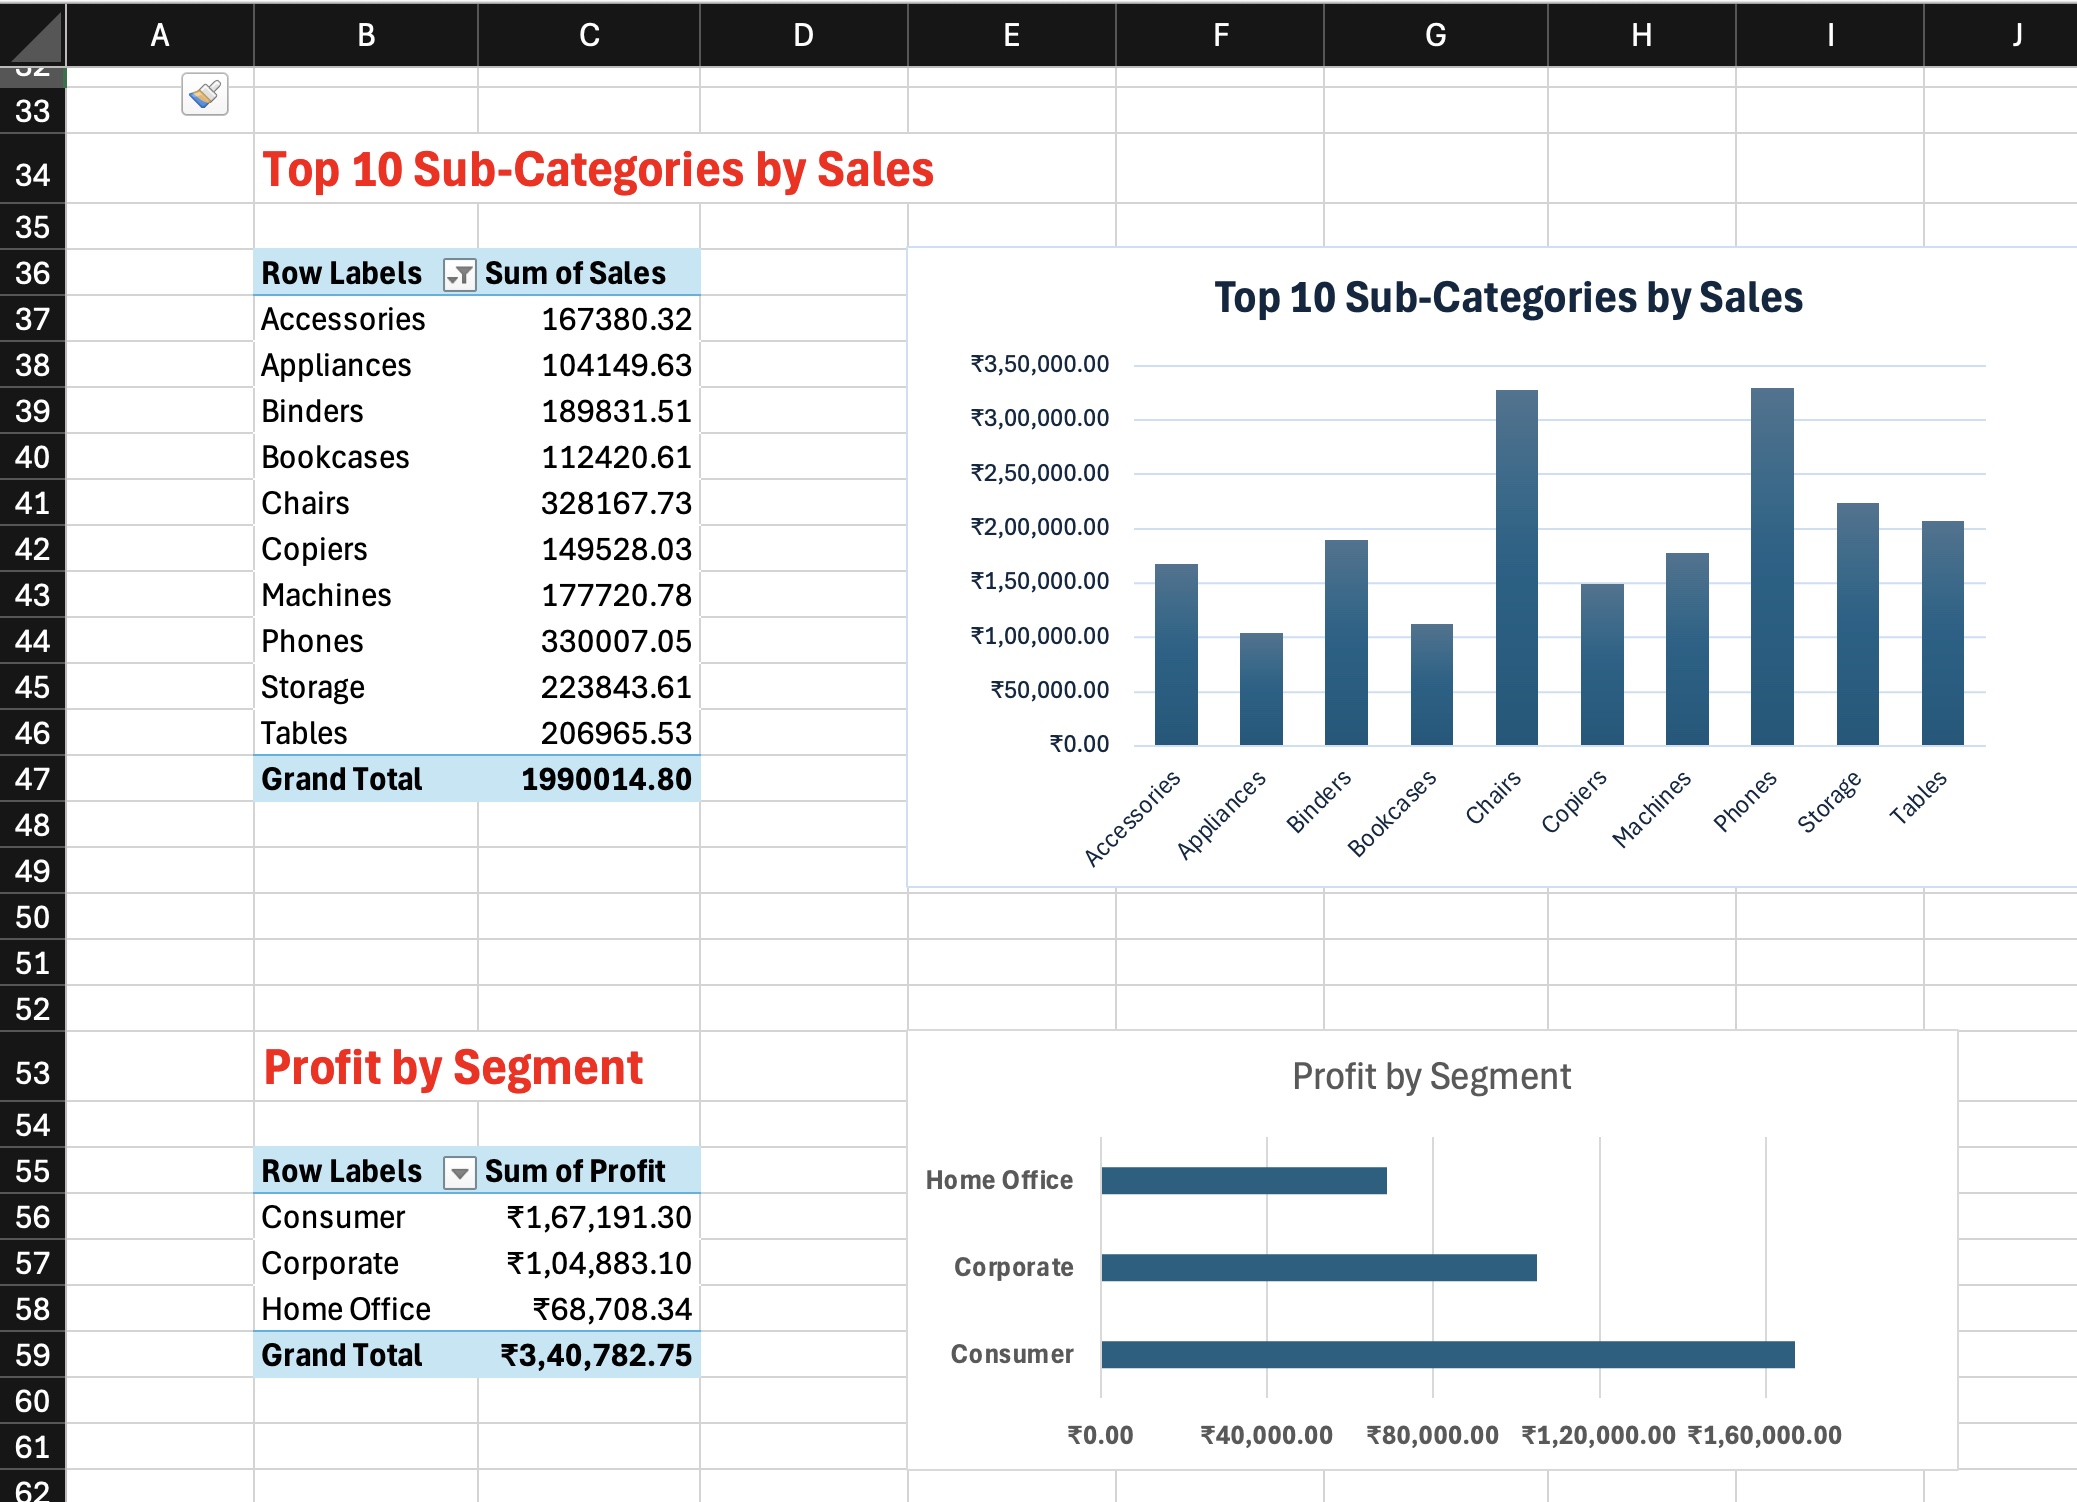 A B C D E F G H I J
32
33
34 Top 10 Sub-Categories by Sales
35
36 Row Labels Sum of Sales
37 Accessories 167380.32
38 Appliances 104149.63
39 Binders 189831.51
40 Bookcases 112420.61
41 Chairs 328167.73
42 Copiers 149528.03
43 Machines 177720.78
44 Phones 330007.05
45 Storage 223843.61
46 Tables 206965.53
47 Grand Total 1990014.80
48
49
50
51
52
Top 10 Sub-Categories by Sales
₹3,50,000.00
₹3,00,000.00
₹2,50,000.00
₹2,00,000.00
₹1,50,000.00
₹1,00,000.00
₹50,000.00
₹0.00
Accessories Appliances Binders Bookcases Chairs Copiers Machines Phones Storage Tables
53 Profit by Segment
54
55 Row Labels Sum of Profit
56 Consumer ₹1,67,191.30
57 Corporate ₹1,04,883.10
58 Home Office ₹68,708.34
59 Grand Total ₹3,40,782.75
60
61
62
Profit by Segment
Home Office
Corporate
Consumer
₹0.00 ₹40,000.00 ₹80,000.00 ₹1,20,000.00 ₹1,60,000.00